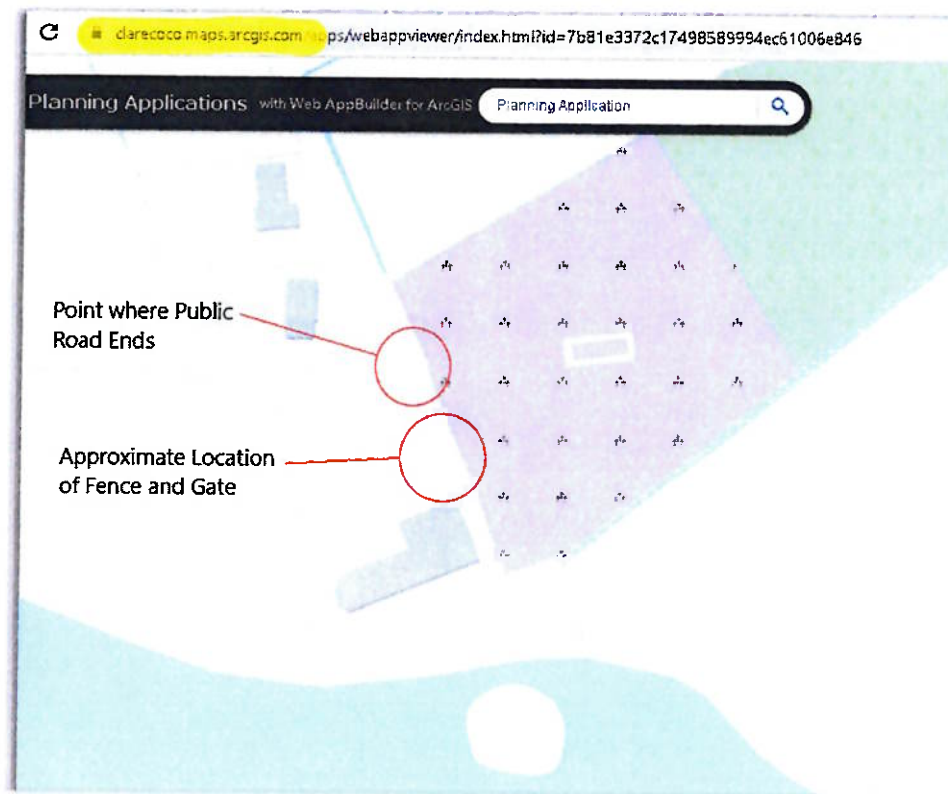 clarecoco.maps.arcgis.com/apps/webappviewer/index.html?id=7b81e3372c17498589994ec61006e846
Planning Applications with Web AppBuilder for ArcGIS Planning Application
Point where Public
Road Ends
Approximate Location
of Fence and Gate